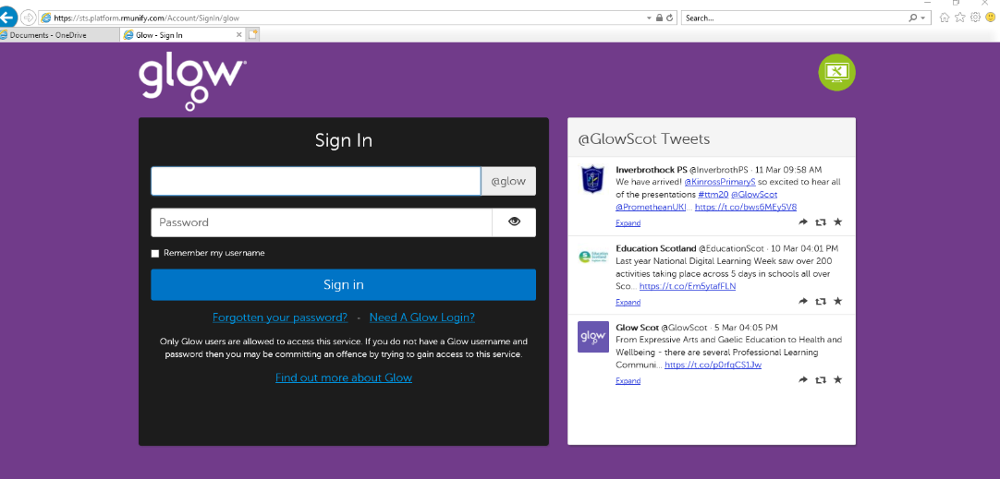 https://sts.platform.rmunify.com/Account/SignIn/glow
Search...
Documents - OneDrive
Glow - Sign In
glow
Sign In
@glow
Password
Remember my username
Sign in
Forgotten your password? - Need A Glow Login?
Only Glow users are allowed to access this service. If you do not have a Glow username and
password then you may be committing an offence by trying to gain access to this service.
Find out more about Glow
@GlowScot Tweets
Inverbrothock PS @InverbrothPS · 11 Mar 09:58 AM
We have arrived! @KinrossPrimaryS so excited to hear all
of the presentations #ttm20 @GlowScot
@PrometheanUKI... https://t.co/bws6MEy5V8
Expand
Education Scotland @EducationScot · 10 Mar 04:01 PM
Last year National Digital Learning Week saw over 200
activities taking place across 5 days in schools all over
Sco... https://t.co/Em5ytafFLN
Expand
glow
Glow Scot @GlowScot · 5 Mar 04:05 PM
From Expressive Arts and Gaelic Education to Health and
Wellbeing - there are several Professional Learning
Communi... https://t.co/p0rfqCS1Jw
Expand